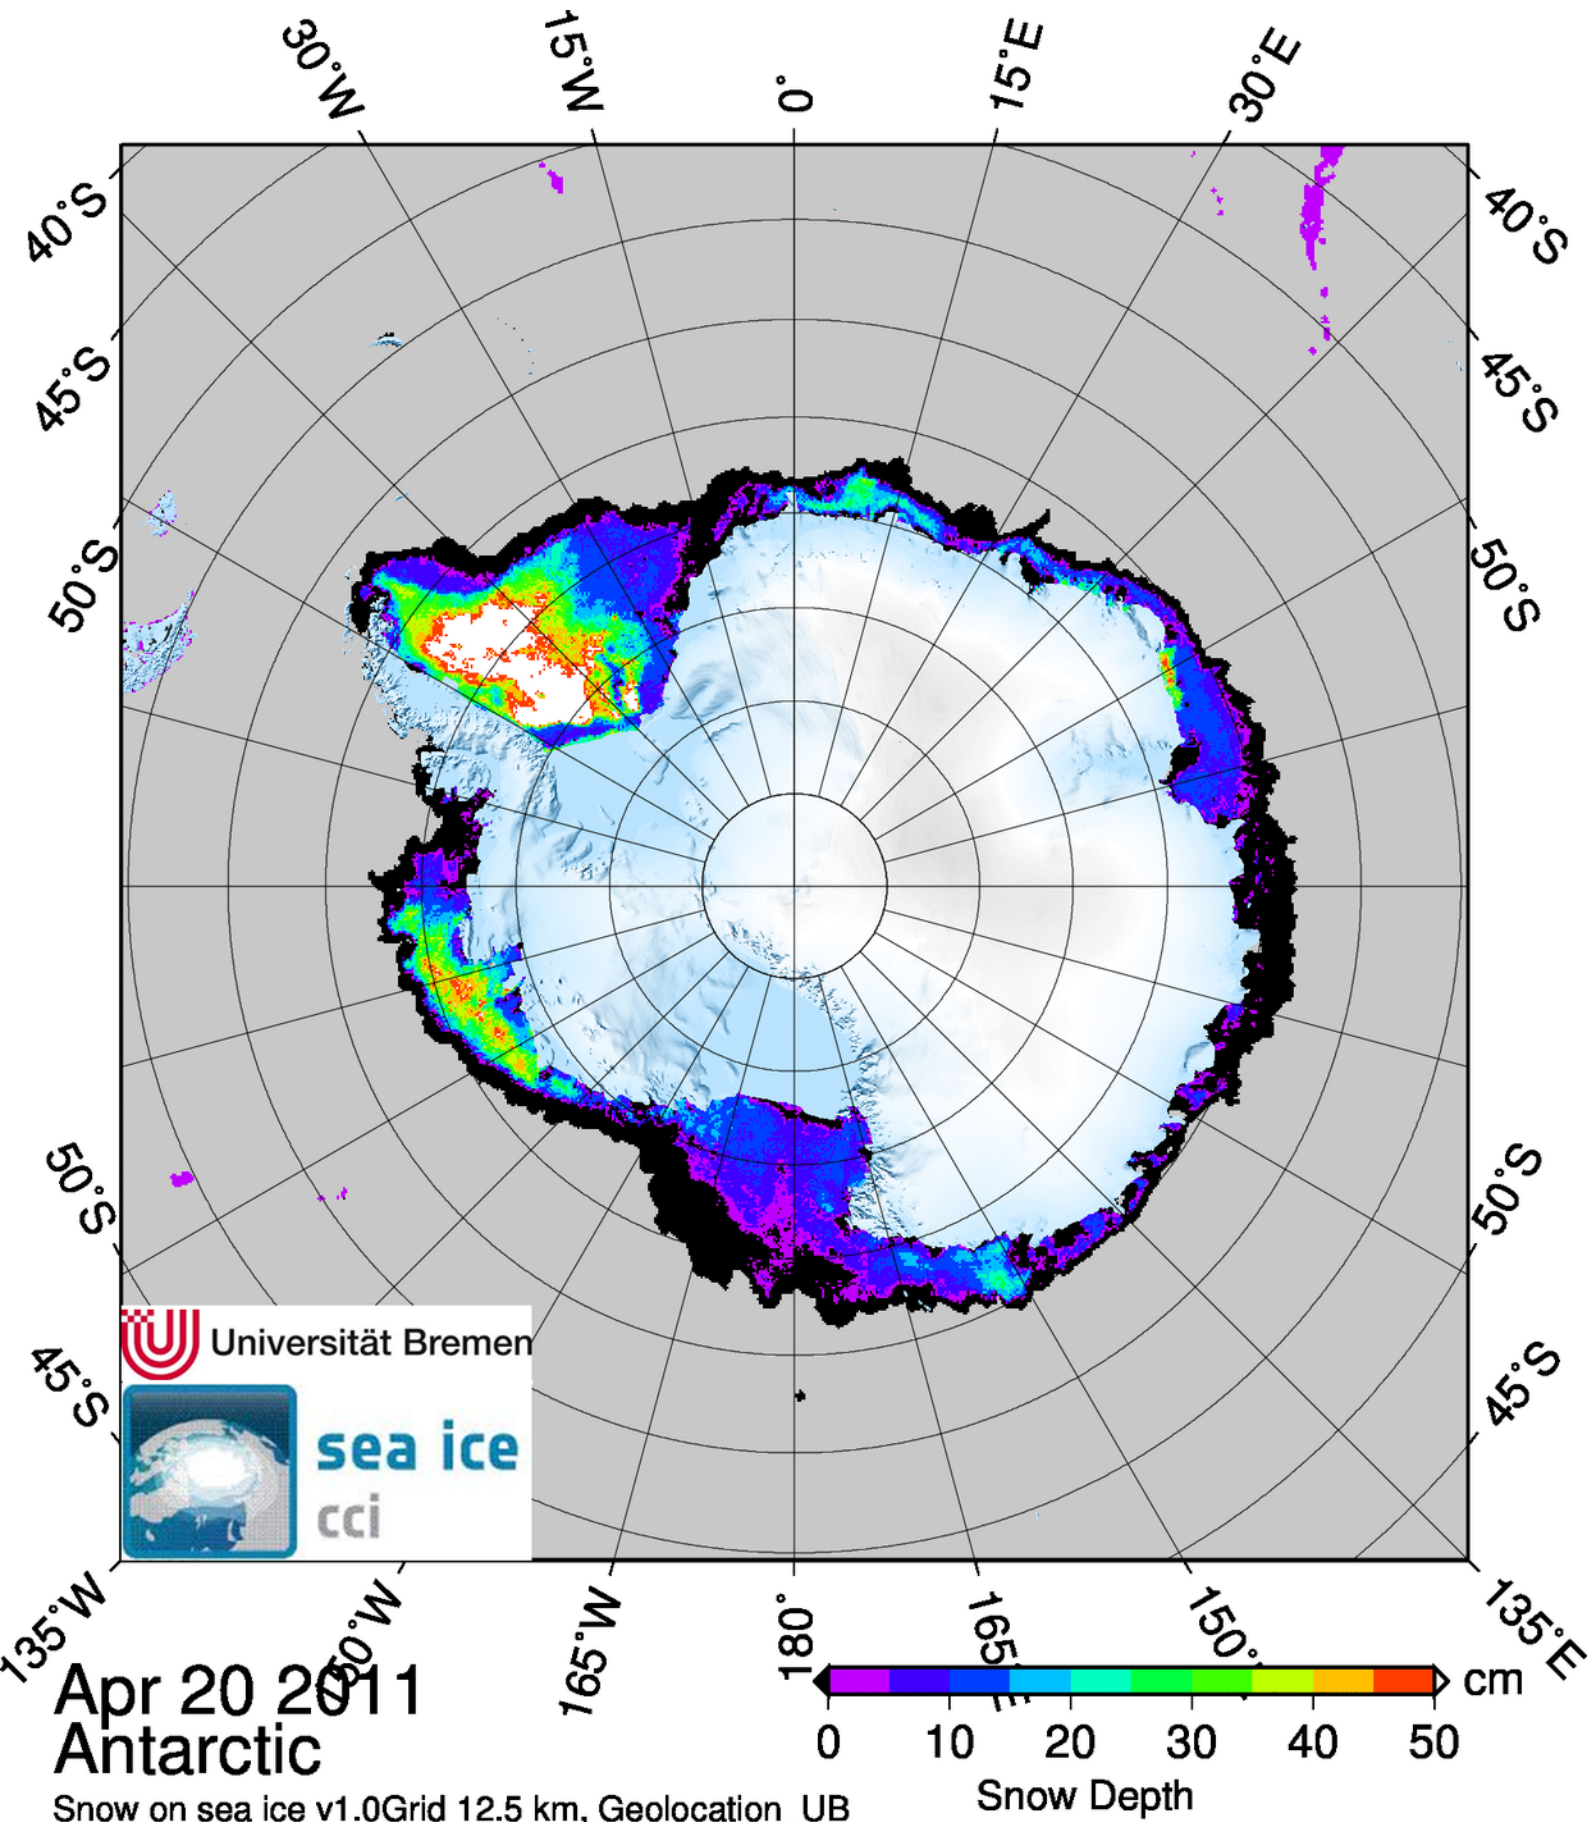 30°W 15°W 0° 15°E 30°E
40°S 40°S
45°S 45°S
50°S 50°S
50°S 50°S
45°S 45°S
Universität Bremen
sea ice
cci
135°W 150°W 165°W 180° 165°E 150° 135°E
Apr 20 2011
Antarctic
Snow on sea ice v1.0Grid 12.5 km, Geolocation UB
cm
0 10 20 30 40 50
Snow Depth